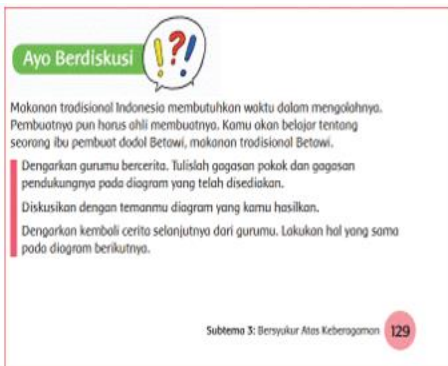 Ayo Berdiskusi
Makanan tradisional Indonesia membutuhkan waktu dalam mengolahnya.
Pembuatnya pun harus ahli membuatnya. Kamu akan belajar tentang
seorang ibu pembuat dodol Betawi, makanan tradisional Betawi.
Dengarkan gurumu bercerita. Tulislah gagasan pokok dan gagasan
pendukungnya pada diagram yang telah disediakan.
Diskusikan dengan temanmu diagram yang kamu hasilkan.
Dengarkan kembali cerita selanjutnya dari gurumu. Lakukan hal yang sama
pada diagram berikutnya.
Subtema 3: Bersyukur Atas Keberagaman 129